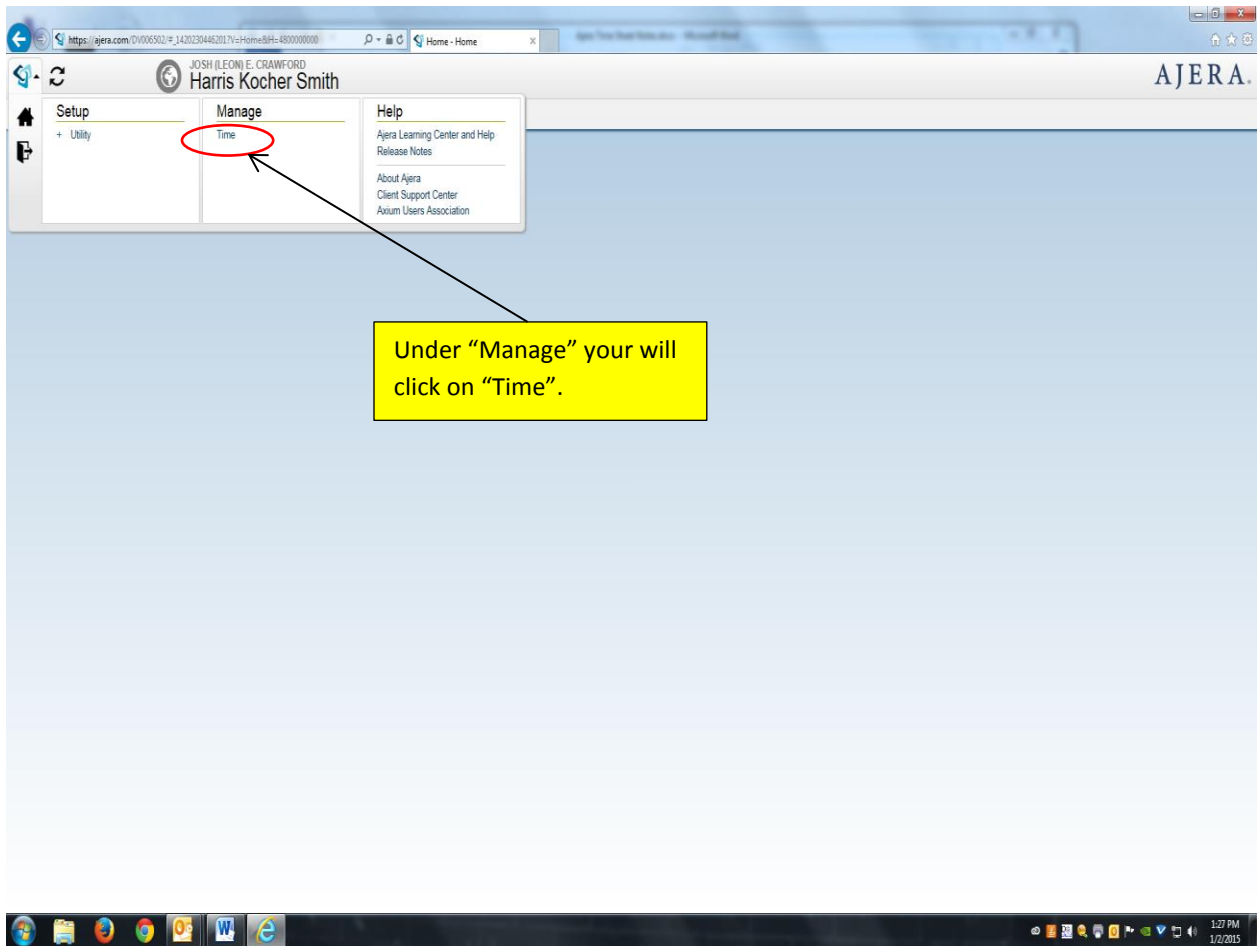 https://ajera.com/DV006502/#_1420230446201?V=Home&IH=4800000000
Home - Home
JOSH (LEON) E. CRAWFORD
Harris Kocher Smith
AJERA.
Setup
+ Utility
Manage
Time
Help
Ajera Learning Center and Help
Release Notes
About Ajera
Client Support Center
Axium Users Association
Under “Manage” your will
click on “Time”.
1:27 PM
1/2/2015